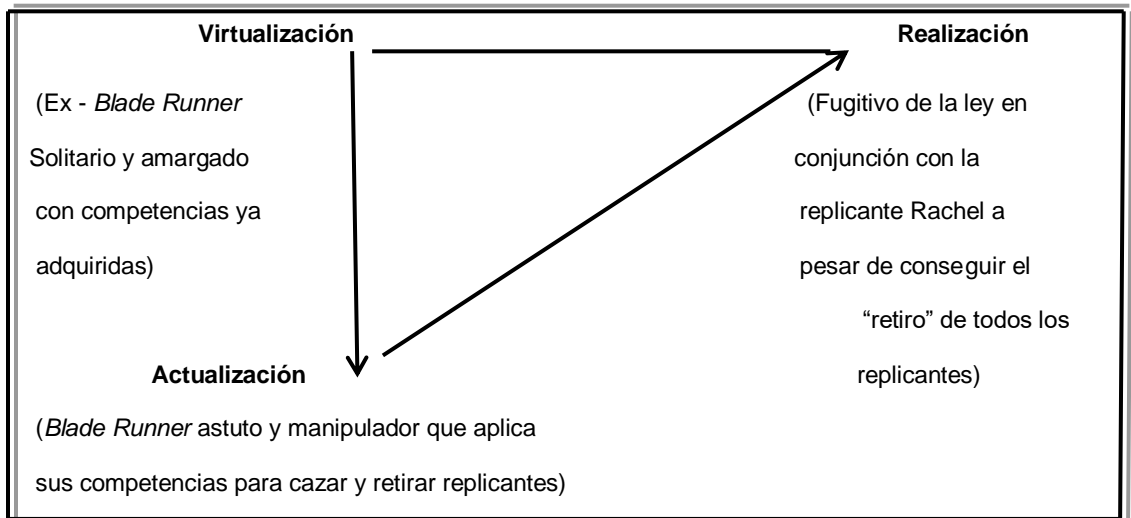 Virtualización
(Ex - Blade Runner
Solitario y amargado
con competencias ya
adquiridas)
Realización
(Fugitivo de la ley en
conjunción con la
replicante Rachel a
pesar de conseguir el
“retiro” de todos los
replicantes)
Actualización
(Blade Runner astuto y manipulador que aplica
sus competencias para cazar y retirar replicantes)